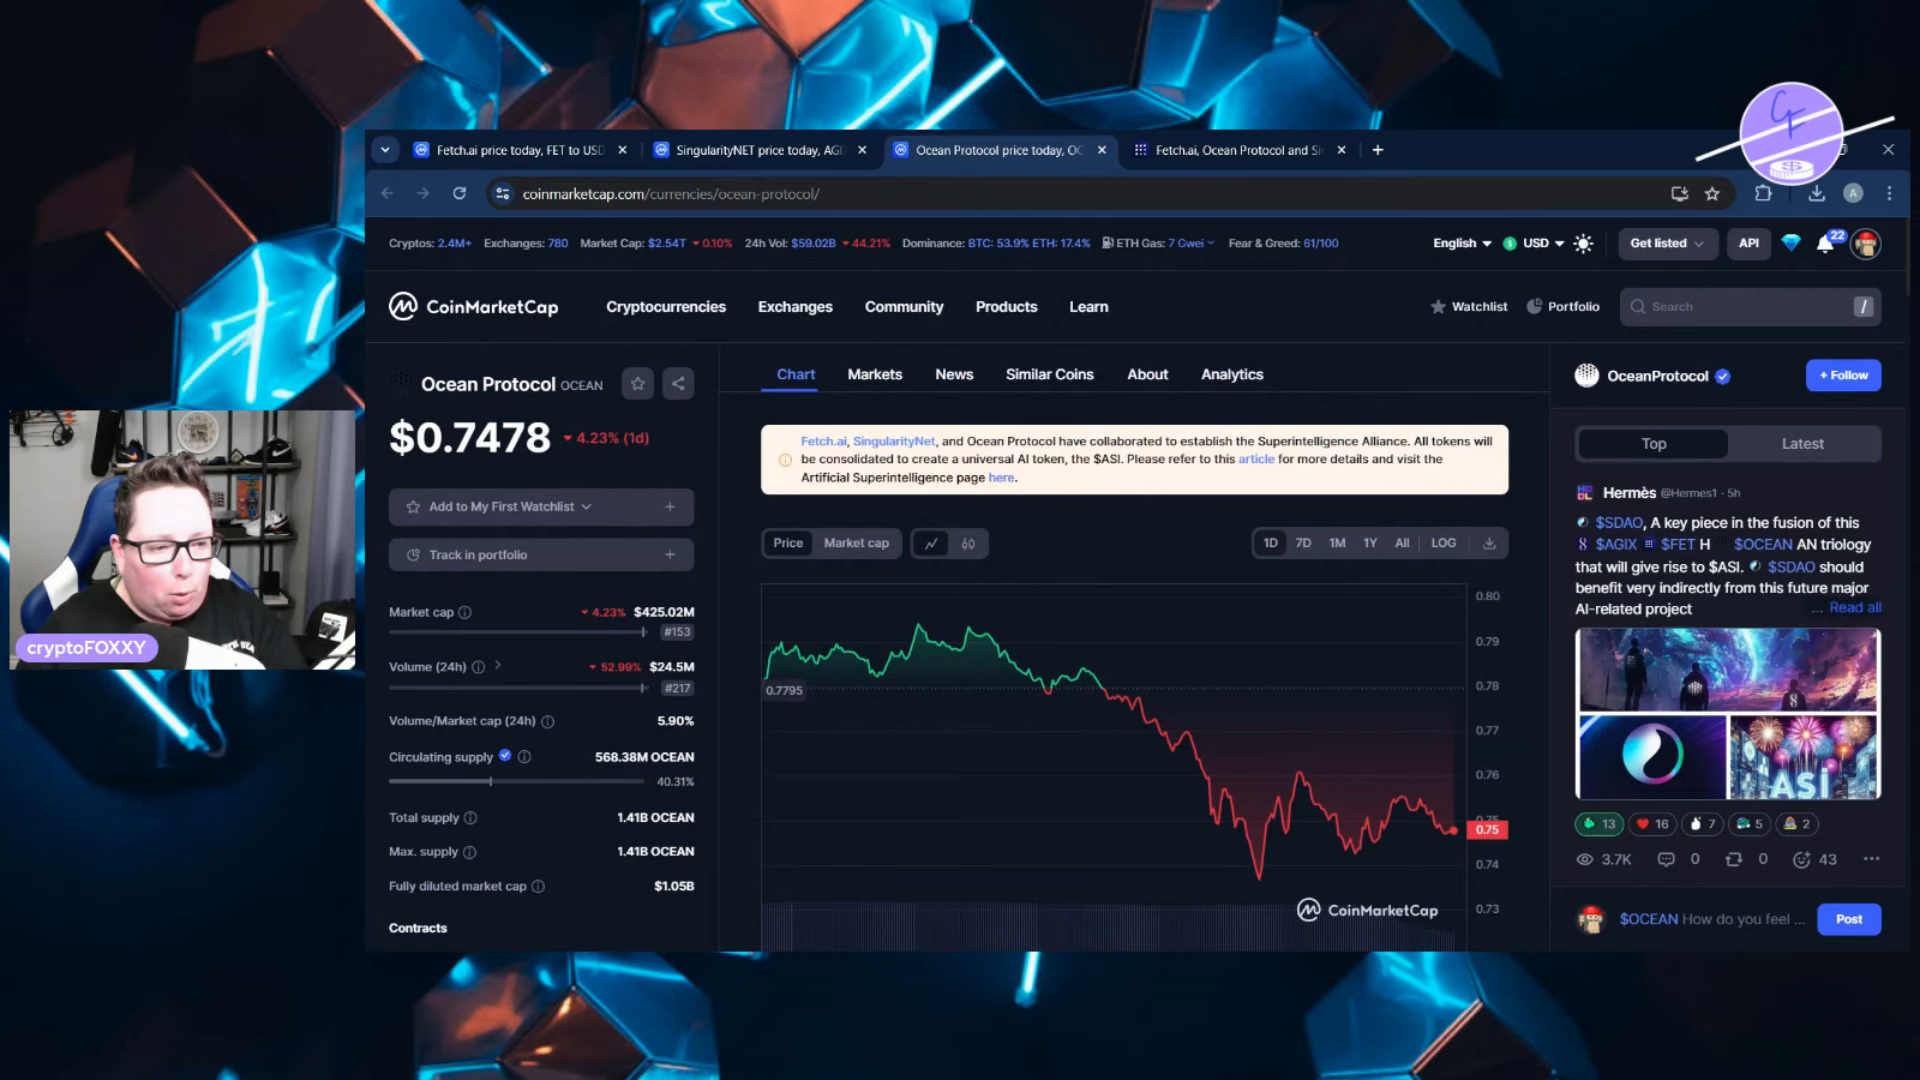 Fetch.ai price today, FET to USD
SingularityNET price today, AGI
Ocean Protocol price today, OC
Fetch.ai, Ocean Protocol and Si
coinmarketcap.com/currencies/ocean-protocol/
A
Cryptos: 2.4M+ Exchanges: 780 Market Cap: $2.54T 0.10% 24h Vol: $59.02B 44.21% Dominance: BTC: 53.9% ETH: 17.4% ETH Gas: 7 Gwei Fear & Greed: 61/100
English USD Get listed API 22
CoinMarketCap Cryptocurrencies Exchanges Community Products Learn
Watchlist Portfolio Search /
Ocean Protocol OCEAN
$0.7478 4.23% (1d)
Add to My First Watchlist +
Track in portfolio +
Market cap 4.23% $425.02M
#153
Volume (24h) 52.99% $24.5M
#217
Volume/Market cap (24h) 5.90%
Circulating supply 568.38M OCEAN
40.31%
Total supply 1.41B OCEAN
Max. supply 1.41B OCEAN
Fully diluted market cap $1.05B
Contracts
Chart Markets News Similar Coins About Analytics
Fetch.ai, SingularityNet, and Ocean Protocol have collaborated to establish the Superintelligence Alliance. All tokens will
be consolidated to create a universal AI token, the $ASI. Please refer to this article for more details and visit the
Artificial Superintelligence page here.
Price Market cap
1D 7D 1M 1Y All LOG
0.80
0.79
0.7795
0.78
0.77
0.76
0.75
0.75
0.74
0.73
CoinMarketCap
OceanProtocol + Follow
Top Latest
Hermès @Hermes1 · 5h
$SDAO, A key piece in the fusion of this
$AGIX $FET H $OCEAN AN triology
that will give rise to $ASI. $SDAO should
benefit very indirectly from this future major
AI-related project ... Read all
ASi
13 16 7 5 2
3.7K 0 0 43
$OCEAN How do you feel ... Post
cryptoFOXXY
CF